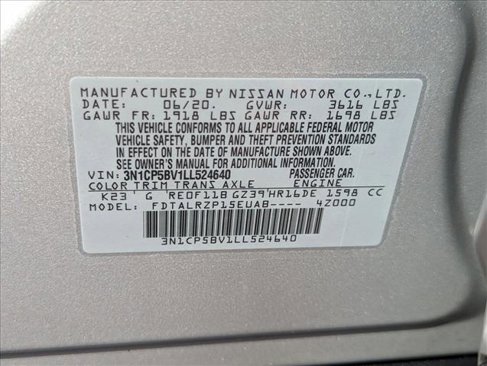 MANUFACTURED BY NISSAN MOTOR CO.,LTD.
DATE: 06/20. GVWR: 3616 LBS
GAWR FR: 1918 LBS GAWR RR: 1698 LBS
THIS VEHICLE CONFORMS TO ALL APPLICABLE FEDERAL MOTOR
VEHICLE SAFETY, BUMPER, AND THEFT PREVENTION STANDARDS
IN EFFECT ON THE DATE OF MANUFACTURE SHOWN ABOVE.
SEE OWNER'S MANUAL FOR ADDITIONAL INFORMATION.
VIN: 3N1CP5BV1LL524640 PASSENGER CAR
COLOR TRIM TRANS AXLE ENGINE
K23 G RE0F11B GZ39 HR16DE 1598 CC
MODEL: FDTALRZP15EUAB---- 4Z000
3N1CP5BV1LL524640